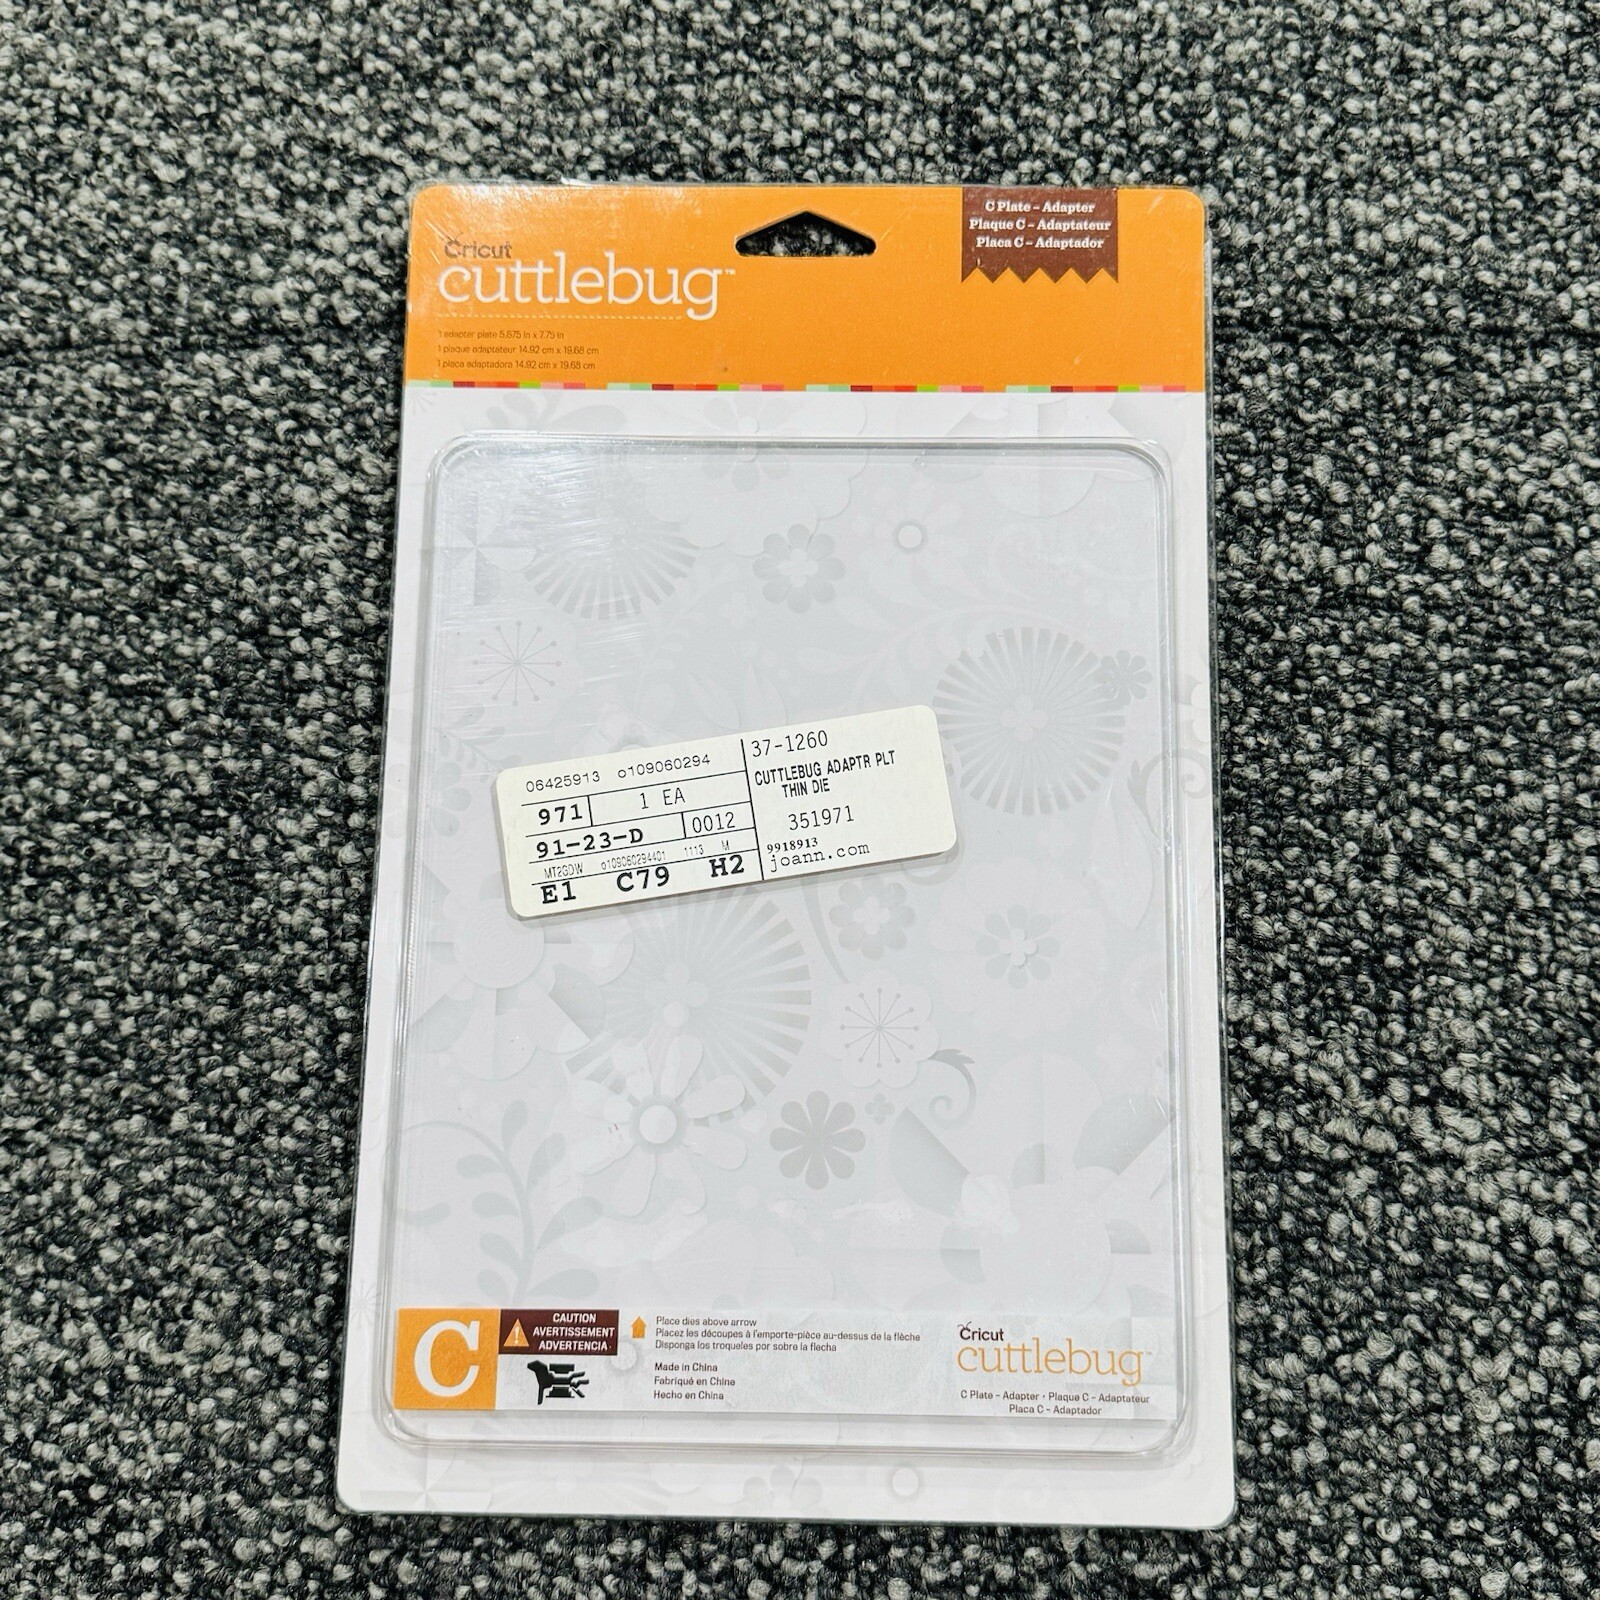 C Plate – Adapter
Plaque C – Adaptateur
Placa C – Adaptador
Cricut
cuttlebug™
1 adapter plate 5.875 in x 7.75 in
1 plaque adaptateur 14.92 cm x 19.68 cm
1 placa adaptadora 14.92 cm x 19.68 cm
06425913 o109060294
971 1 EA
91-23-D 0012
MT2GDW o109060294401 1113 M
E1 C79 H2
37-1260
CUTTLEBUG ADAPTR PLT
THIN DIE
351971
9918913
joann.com
C
CAUTION
AVERTISSEMENT
ADVERTENCIA
Place dies above arrow
Placez les découpes à l'emporte-pièce au-dessus de la flèche
Disponga los troqueles por sobre la flecha
Made in China
Fabriqué en Chine
Hecho en China
Cricut
cuttlebug™
C Plate – Adapter • Plaque C – Adaptateur
Placa C – Adaptador